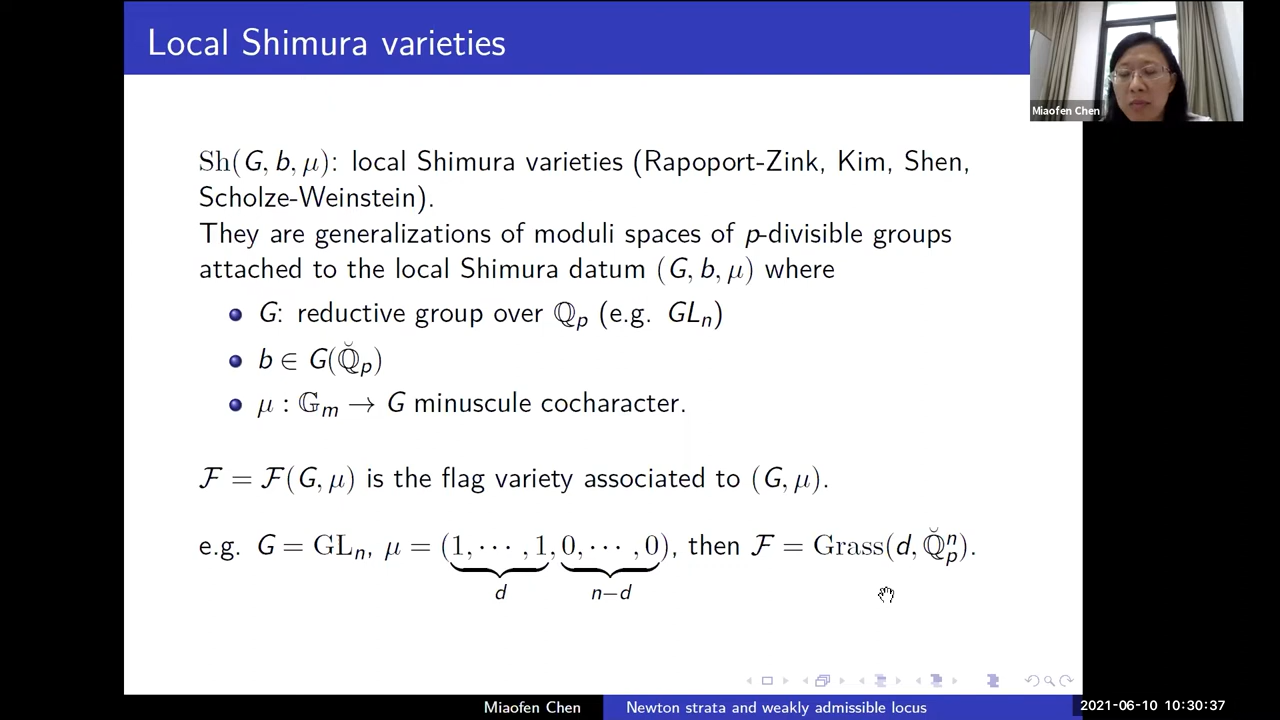 Local Shimura varieties
Miaofen Chen
Sh(G, b, μ): local Shimura varieties (Rapoport-Zink, Kim, Shen,
Scholze-Weinstein).
They are generalizations of moduli spaces of p-divisible groups
attached to the local Shimura datum (G, b, μ) where
G: reductive group over ℚ_p (e.g. GL_n)
b ∈ G(ℚ̆_p)
μ : 𝔾_m → G minuscule cocharacter.
ℱ = ℱ(G, μ) is the flag variety associated to (G, μ).
e.g. G = GL_n, μ = (1, ⋯ , 1, 0, ⋯ , 0), then ℱ = Grass(d, ℚ̆_p^n).
d n−d
Miaofen Chen Newton strata and weakly admissible locus 2021-06-10 10:30:37